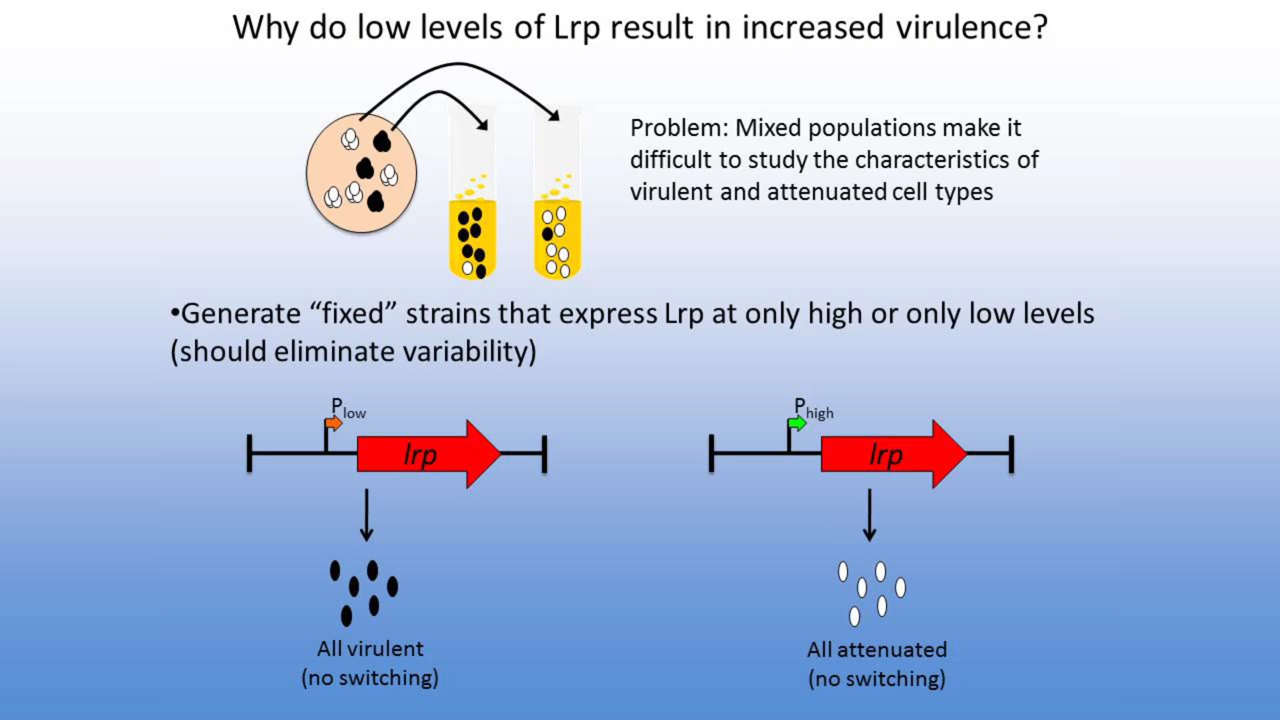 Why do low levels of Lrp result in increased virulence?
Problem: Mixed populations make it
difficult to study the characteristics of
virulent and attenuated cell types
•Generate “fixed” strains that express Lrp at only high or only low levels
(should eliminate variability)
Plow
Phigh
lrp
lrp
All virulent
(no switching)
All attenuated
(no switching)